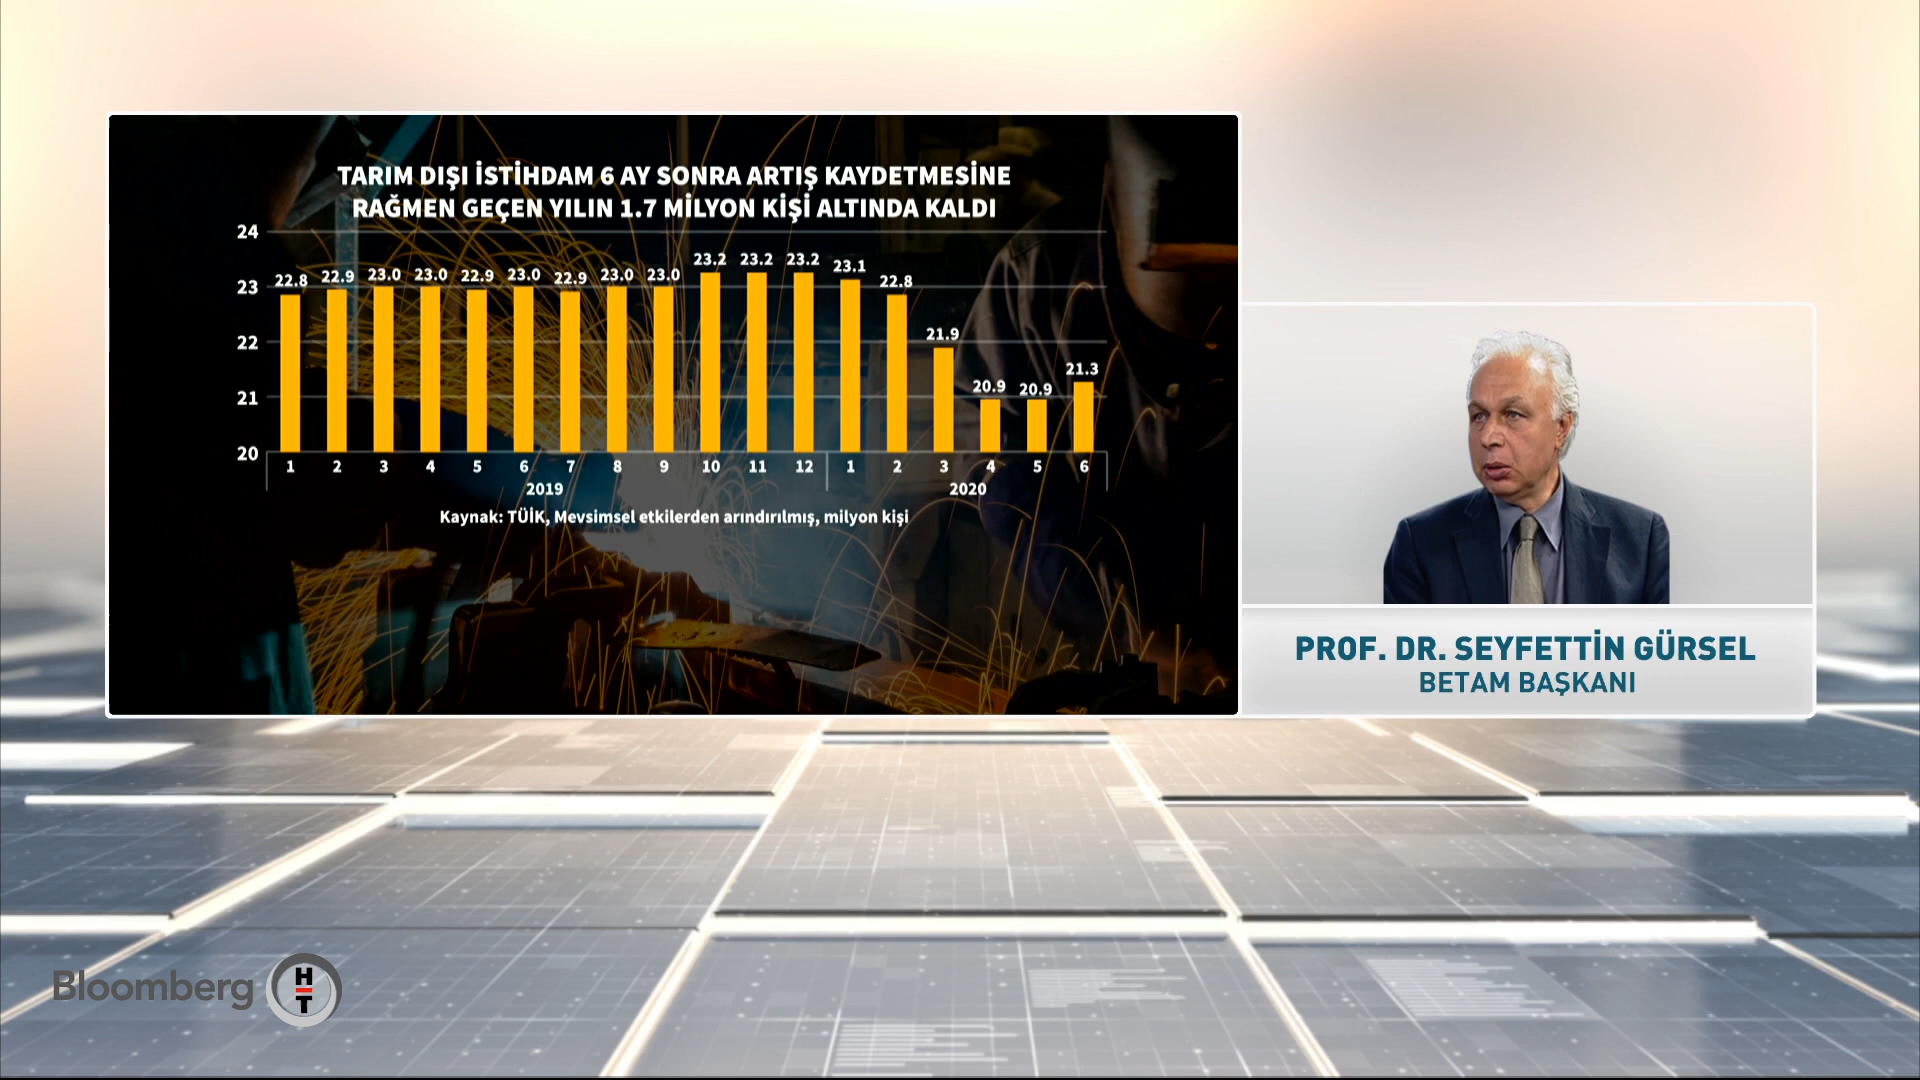 TARIM DIŞI İSTİHDAM 6 AY SONRA ARTIŞ KAYDETMESİNE
RAĞMEN GEÇEN YILIN 1.7 MİLYON KİŞİ ALTINDA KALDI
24
23
22
21
20
22.8 22.9 23.0 23.0 22.9 23.0 22.9 23.0 23.0 23.2 23.2 23.2 23.1 22.8 21.9 20.9 20.9 21.3
1 2 3 4 5 6 7 8 9 10 11 12 1 2 3 4 5 6
2019 2020
Kaynak: TÜİK, Mevsimsel etkilerden arındırılmış, milyon kişi
PROF. DR. SEYFETTİN GÜRSEL
BETAM BAŞKANI
Bloomberg HT